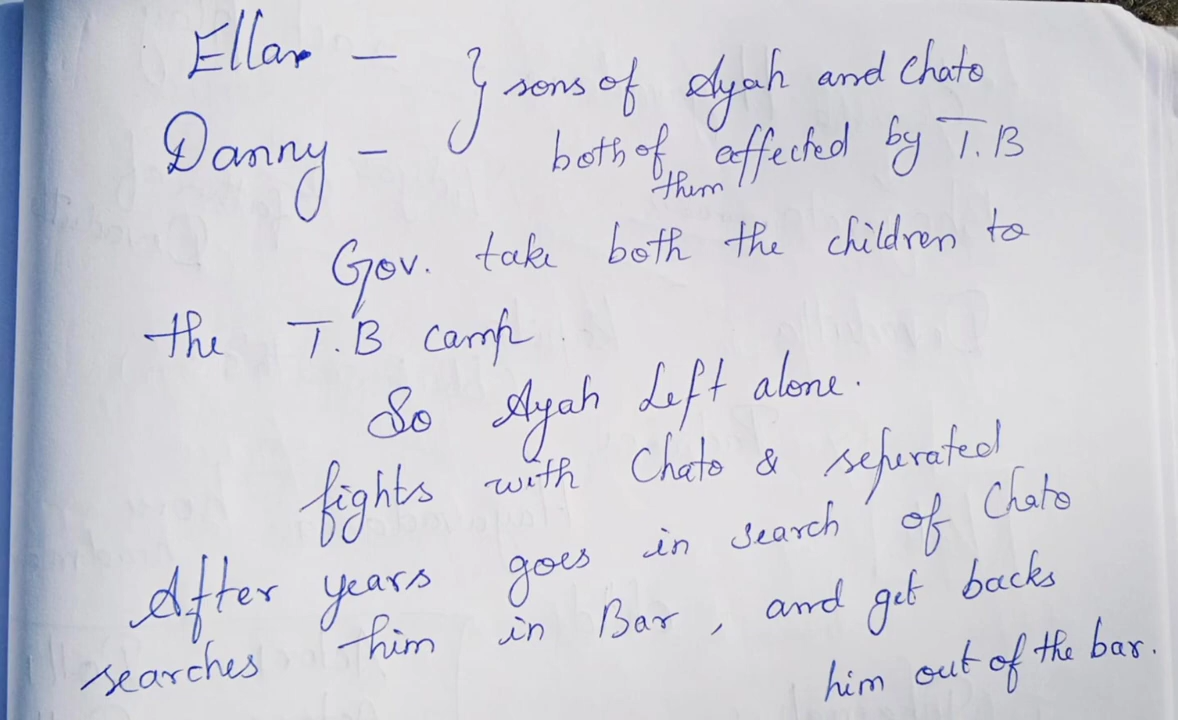 Ellar - } sons of Ayah and Chato
Danny - both of them affected by T.B
Gov. take both the children to
the T.B camp.
So Ayah Left alone.
fights with Chato & seperated
After years goes in search of Chato
searches him in Bar, and get backs
him out of the bar.